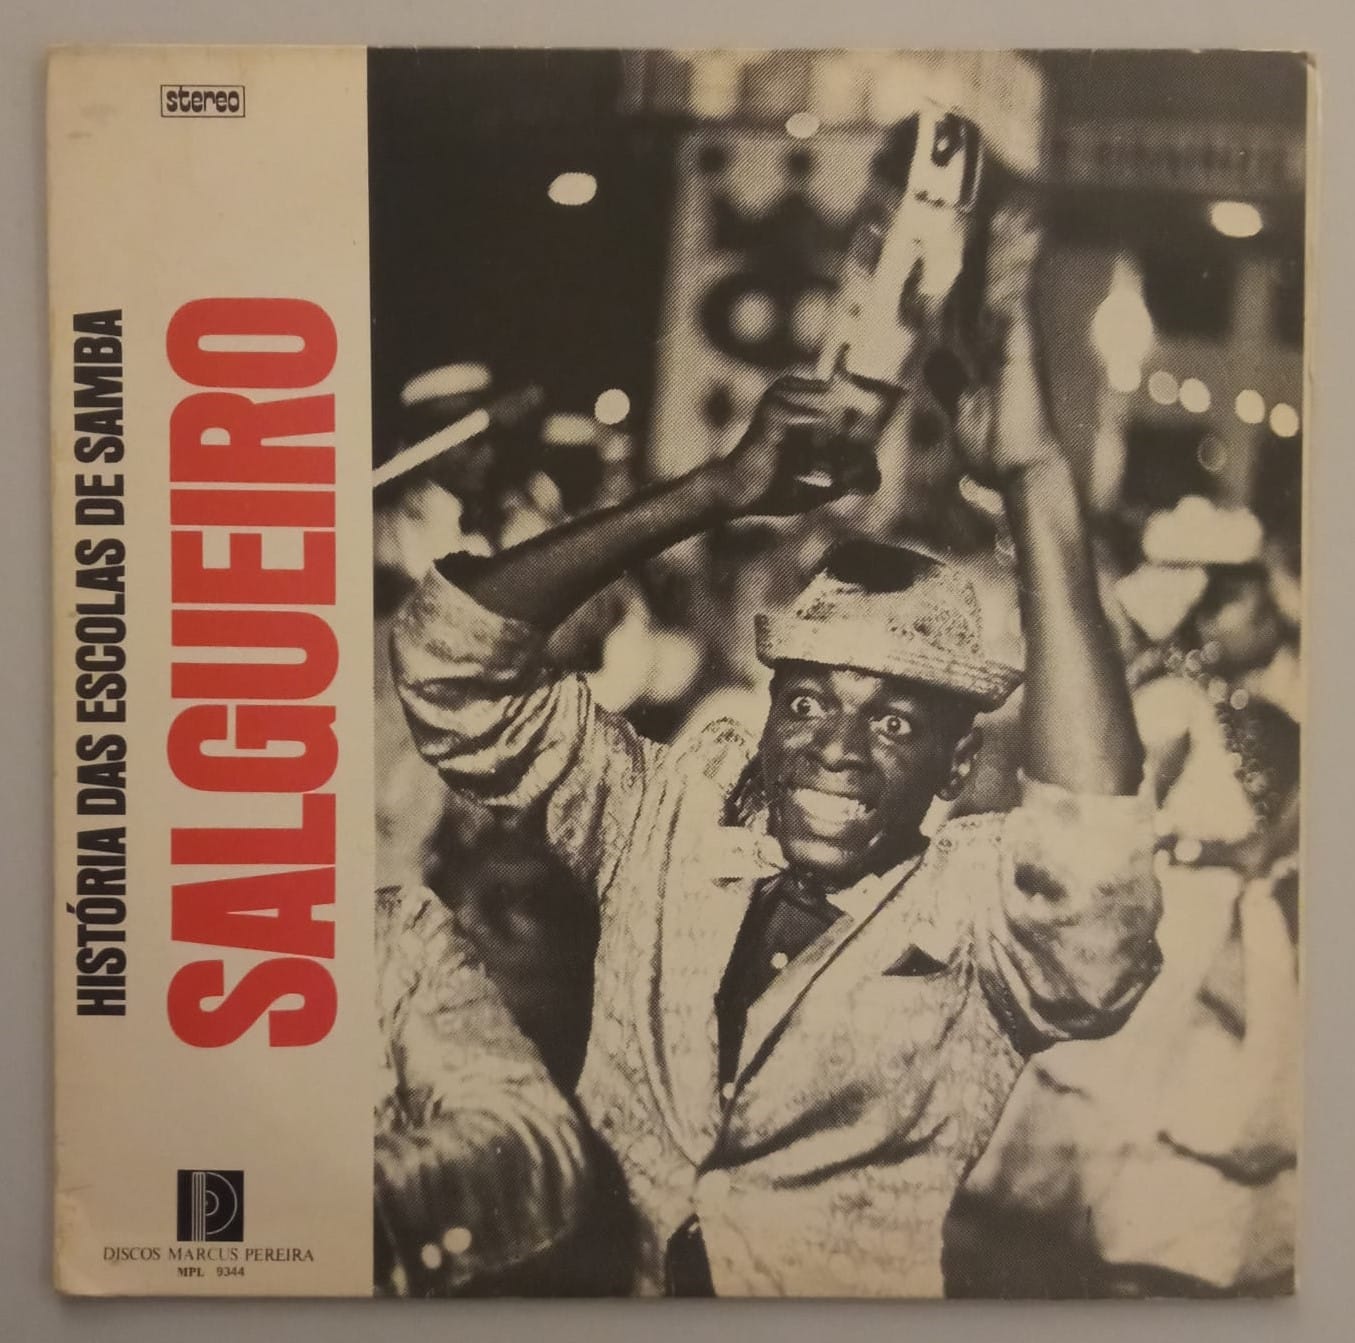 stereo
HISTÓRIA DAS ESCOLAS DE SAMBA
SALGUEIRO
DISCOS MARCUS PEREIRA
MPL 9344